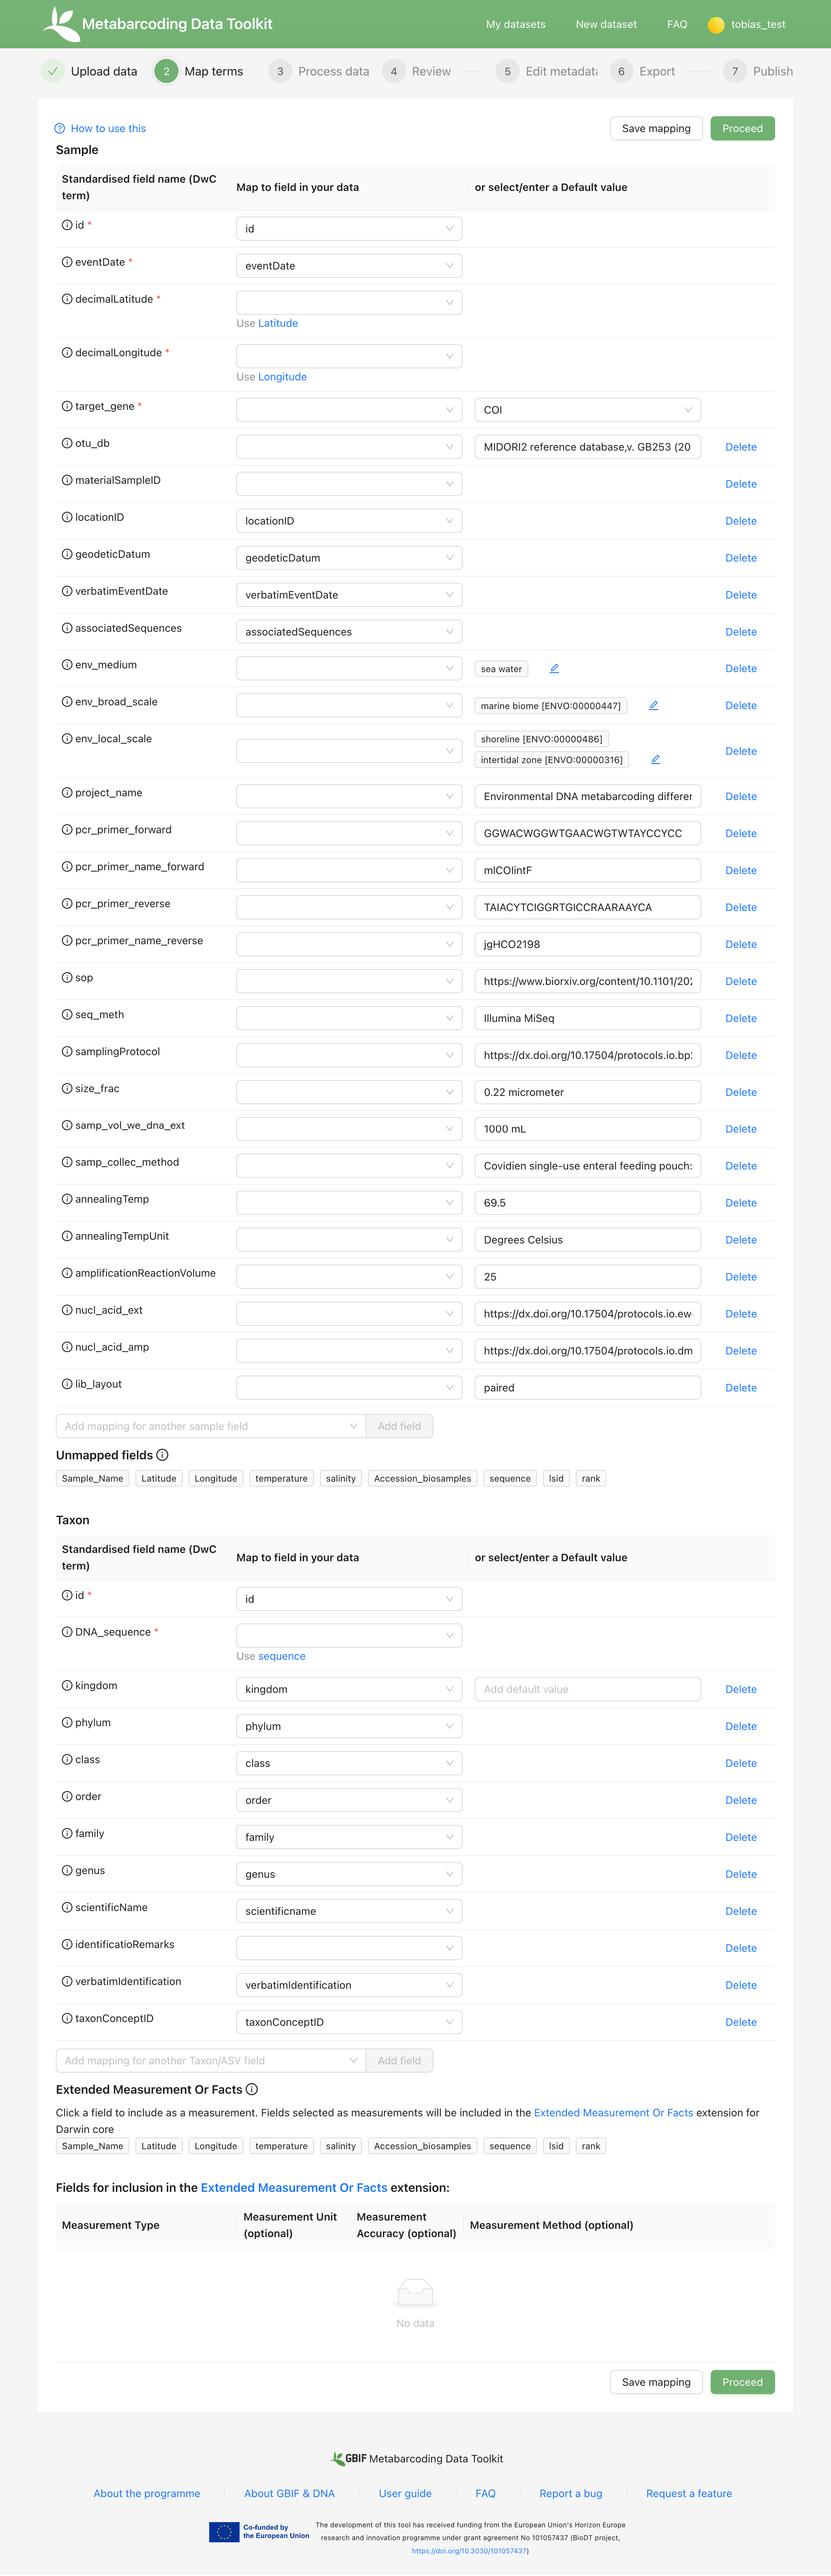 Metabarcoding Data Toolkit
My datasets New dataset FAQ tobias_test
Upload data 2 Map terms 3 Process data 4 Review 5 Edit metadata 6 Export 7 Publish
How to use this Save mapping Proceed
Sample
Standardised field name (DwC term) Map to field in your data or select/enter a Default value
id * id
eventDate * eventDate
decimalLatitude *
Use Latitude
decimalLongitude *
Use Longitude
target_gene * COI
otu_db MIDORI2 reference database,v. GB253 (20 Delete
materialSampleID Delete
locationID locationID Delete
geodeticDatum geodeticDatum Delete
verbatimEventDate verbatimEventDate Delete
associatedSequences associatedSequences Delete
env_medium sea water Delete
env_broad_scale marine biome [ENVO:00000447] Delete
env_local_scale shoreline [ENVO:00000486]
intertidal zone [ENVO:00000316] Delete
project_name Environmental DNA metabarcoding differer Delete
pcr_primer_forward GGWACWGGWTGAACWGTWTAYCCYCC Delete
pcr_primer_name_forward mlCOIintF Delete
pcr_primer_reverse TAIACYTCIGGRTGICCRAARAAYCA Delete
pcr_primer_name_reverse jgHCO2198 Delete
sop https://www.biorxiv.org/content/10.1101/202 Delete
seq_meth Illumina MiSeq Delete
samplingProtocol https://dx.doi.org/10.17504/protocols.io.bp2 Delete
size_frac 0.22 micrometer Delete
samp_vol_we_dna_ext 1000 mL Delete
samp_collec_method Covidien single-use enteral feeding pouch: Delete
annealingTemp 69.5 Delete
annealingTempUnit Degrees Celsius Delete
amplificationReactionVolume 25 Delete
nucl_acid_ext https://dx.doi.org/10.17504/protocols.io.ew Delete
nucl_acid_amp https://dx.doi.org/10.17504/protocols.io.dm Delete
lib_layout paired Delete
Add mapping for another sample field Add field
Unmapped fields
Sample_Name Latitude Longitude temperature salinity Accession_biosamples sequence lsid rank
Taxon
Standardised field name (DwC term) Map to field in your data or select/enter a Default value
id * id
DNA_sequence *
Use sequence
kingdom kingdom Add default value Delete
phylum phylum Delete
class class Delete
order order Delete
family family Delete
genus genus Delete
scientificName scientificname Delete
identificatioRemarks Delete
verbatimIdentification verbatimIdentification Delete
taxonConceptID taxonConceptID Delete
Add mapping for another Taxon/ASV field Add field
Extended Measurement Or Facts
Click a field to include as a measurement. Fields selected as measurements will be included in the Extended Measurement Or Facts extension for
Darwin core
Sample_Name Latitude Longitude temperature salinity Accession_biosamples sequence lsid rank
Fields for inclusion in the Extended Measurement Or Facts extension:
Measurement Type Measurement Unit (optional) Measurement Accuracy (optional) Measurement Method (optional)
No data
Save mapping Proceed
GBIF Metabarcoding Data Toolkit
About the programme About GBIF & DNA User guide FAQ Report a bug Request a feature
Co-funded by
the European Union
The development of this tool has received funding from the European Union's Horizon Europe
research and innovation programme under grant agreement No 101057437 (BioDT project,
https://doi.org/10.3030/101057437)